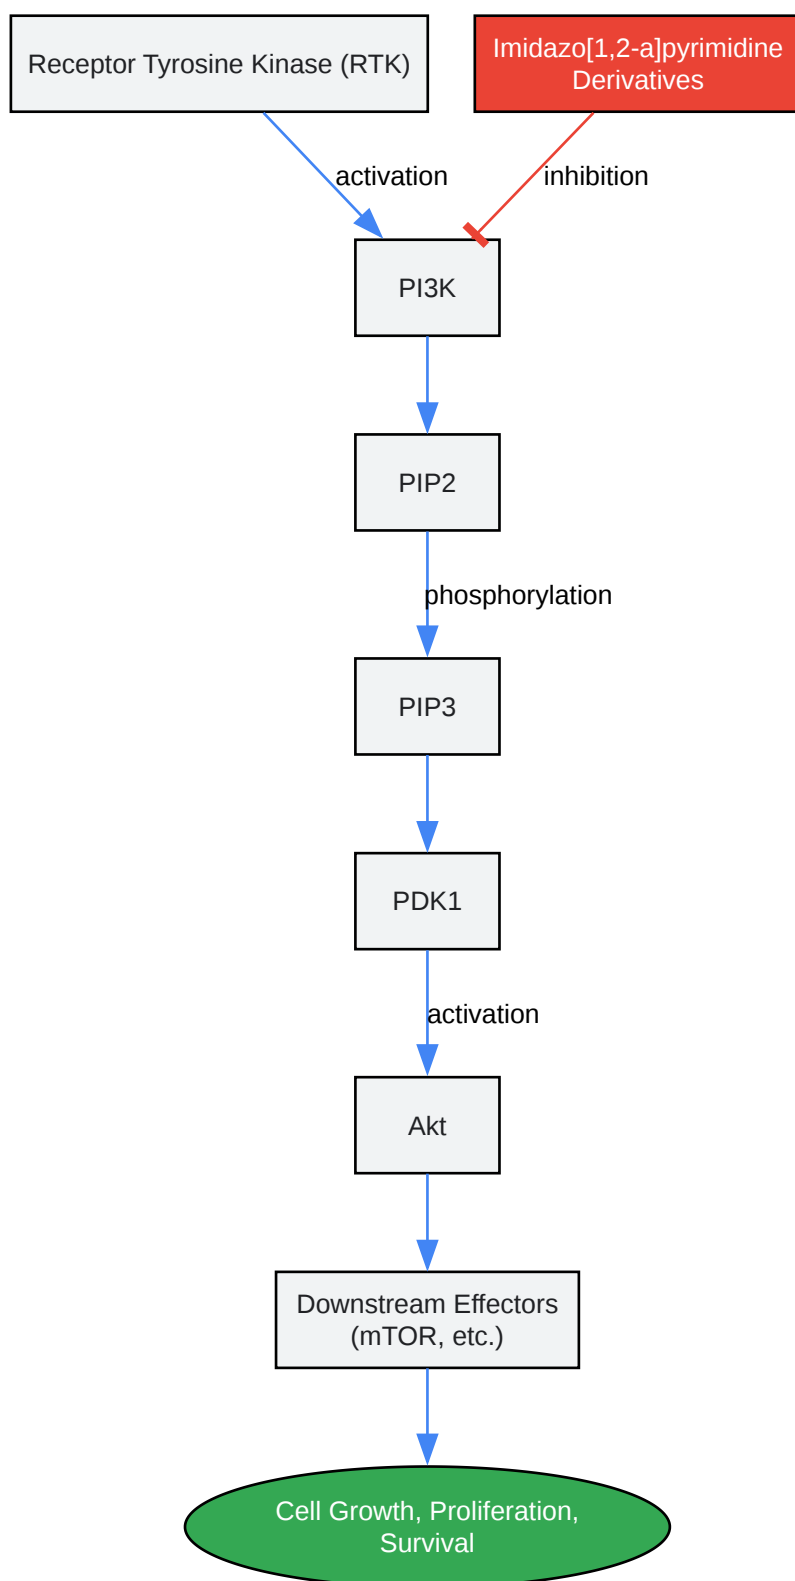 Receptor Tyrosine Kinase (RTK)
Imidazo[1,2-a]pyrimidine
Derivatives
activation
inhibition
PI3K
PIP2
phosphorylation
PIP3
PDK1
activation
Akt
Downstream Effectors
(mTOR, etc.)
Cell Growth, Proliferation,
Survival